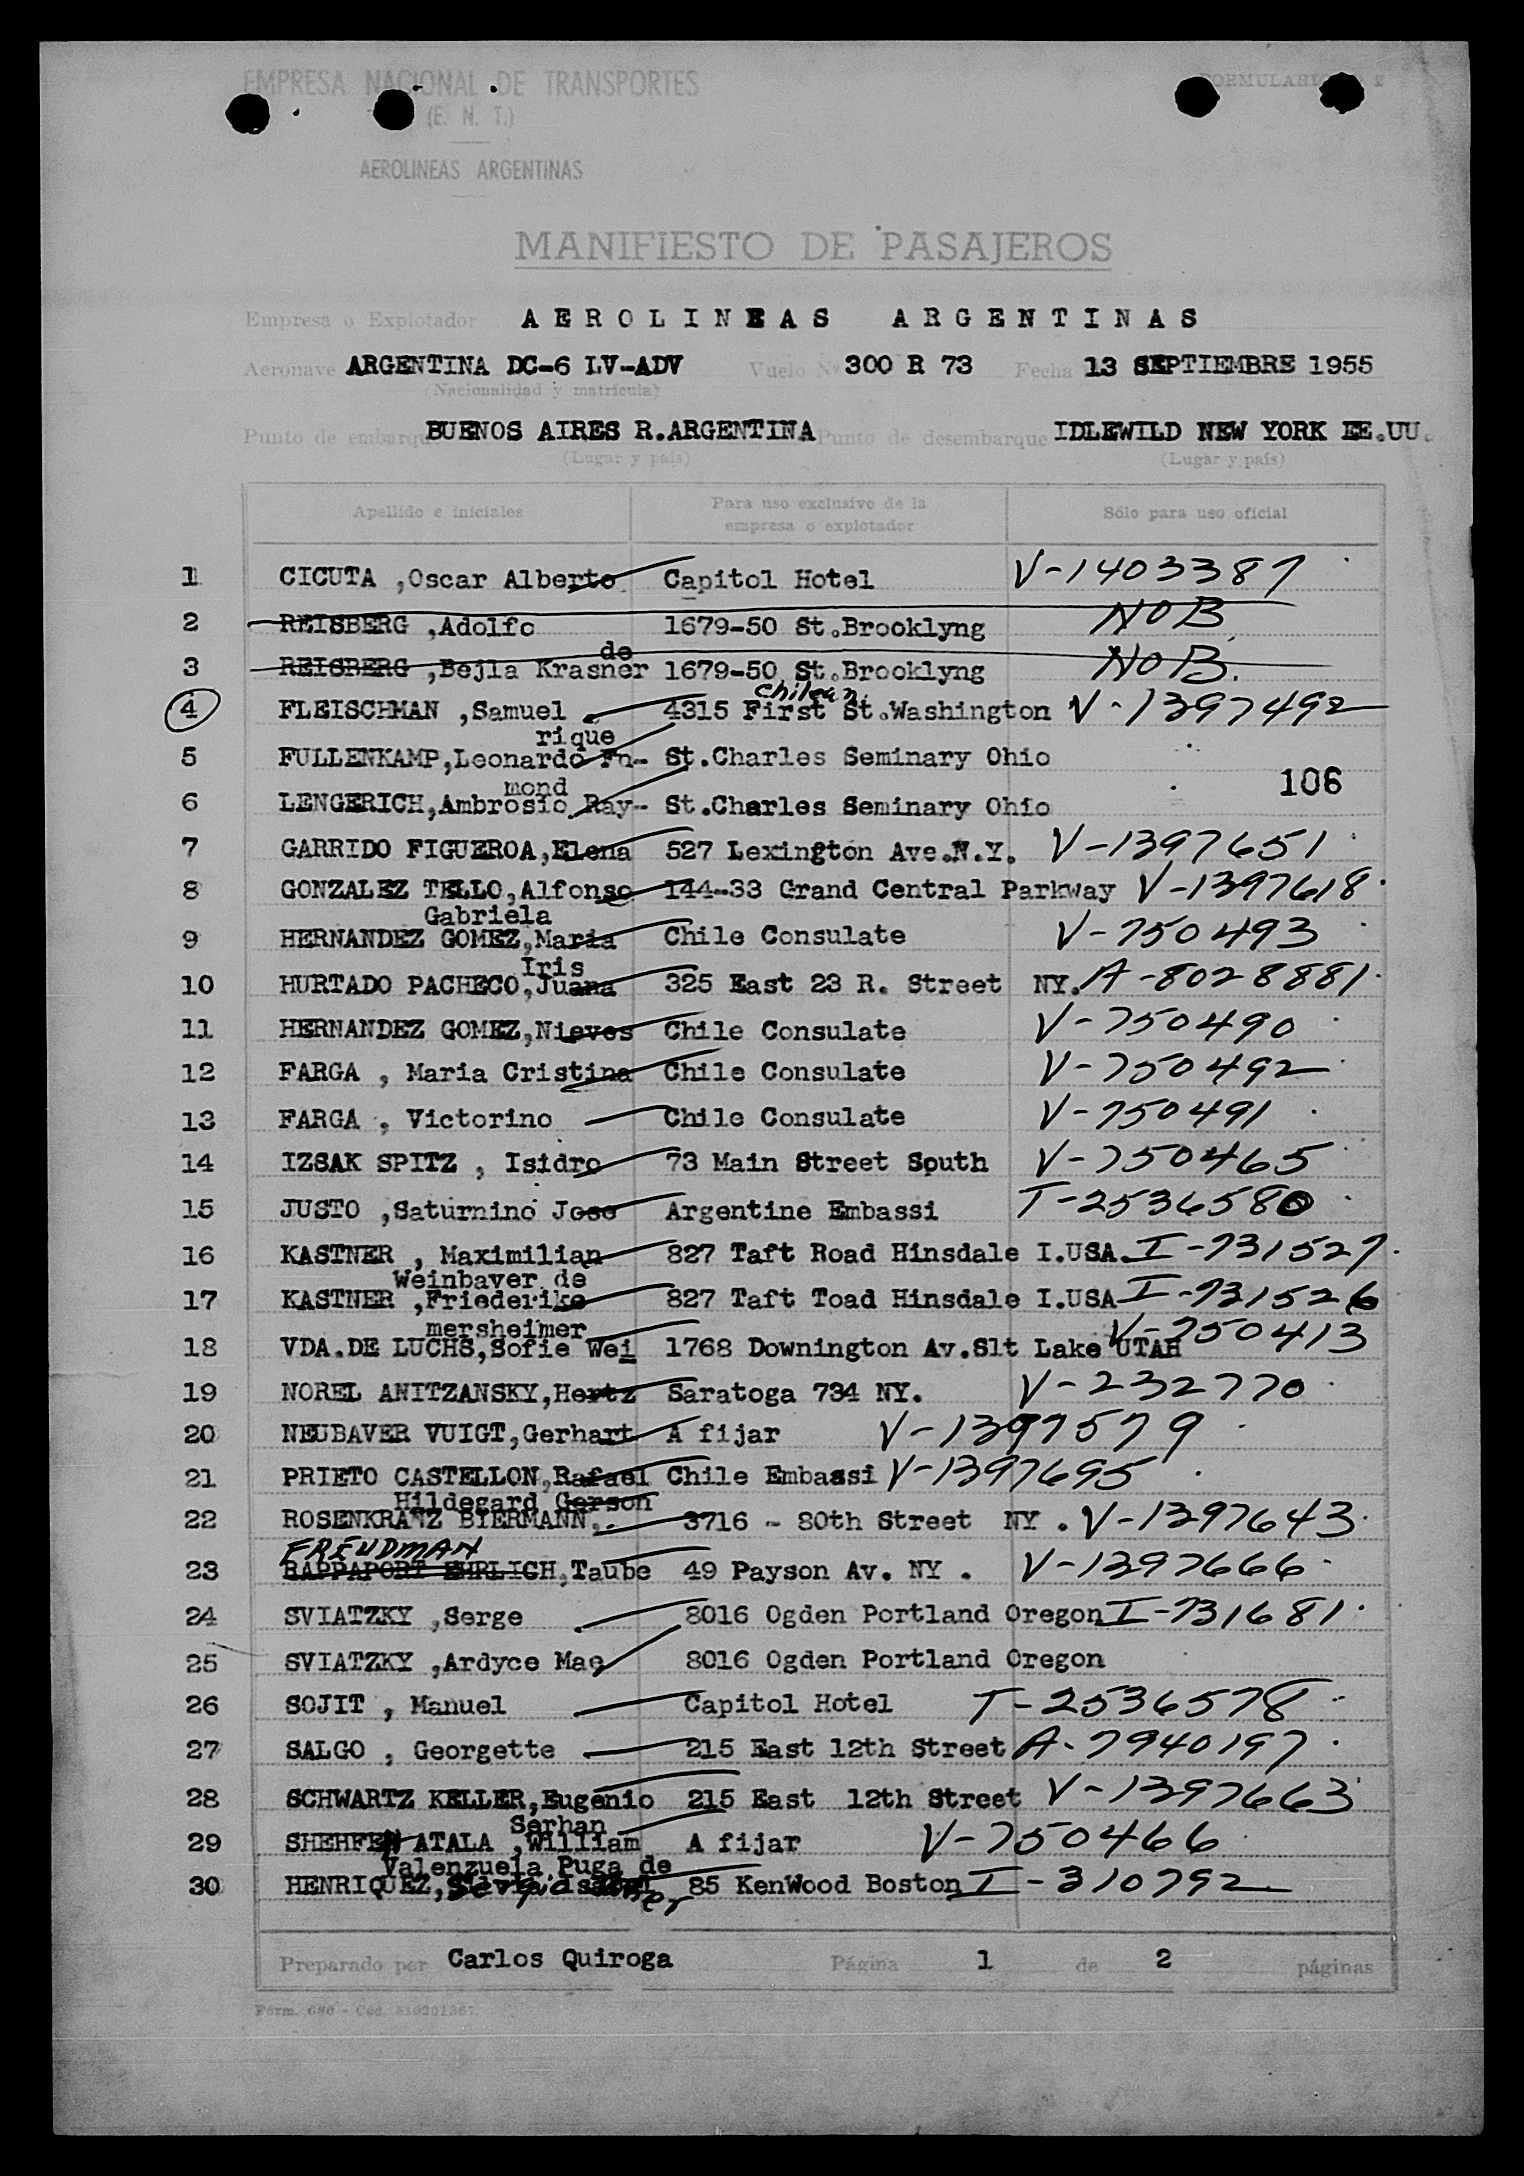 EMPRESA NACIONAL DE TRANSPORTES
(E. N. T.)
AEROLINEAS ARGENTINAS
MANIFIESTO DE PASAJEROS
Empresa o Explotador AEROLINEAS ARGENTINAS
Aeronave ARGENTINA DC-6 LV-ADV Vuelo Nº 300 R 73 Fecha 13 SEPTIEMBRE 1955
(Nacionalidad y matrícula)
Punto de embarque BUENOS AIRES R.ARGENTINA Punto de desembarque IDLEWILD NEW YORK EE.UU.
(Lugar y país) (Lugar y país)
Apellido e iniciales Para uso exclusivo de la empresa o explotador Sólo para uso oficial
1 CICUTA ,Oscar Alberto Capitol Hotel V-1403387
2 REISBERG ,Adolfo 1679-50 St.Brooklyng NOB
de
3 REISBERG ,Bejla Krasner 1679-50 St.Brooklyng NOB.
chilean
4 FLEISCHMAN ,Samuel 4315 First St.Washington V-1397492
rique
5 FULLENKAMP,Leonardo En- St.Charles Seminary Ohio
mond 106
6 LENGERICH,Ambrosio Ray- St.Charles Seminary Ohio
7 GARRIDO FIGUEROA,Elena 527 Lexington Ave.N.Y. V-1397651
8 GONZALEZ TELLO,Alfonso 144-33 Grand Central Parkway V-1397618
Gabriela
9 HERNANDEZ GOMEZ,Maria Chile Consulate V-750493
Iris
10 HURTADO PACHECO,Juana 325 East 23 R. Street NY. A-8028881
11 HERNANDEZ GOMEZ,Nieves Chile Consulate V-750490
12 FARGA , Maria Cristina Chile Consulate V-750492
13 FARGA , Victorino Chile Consulate V-750491
14 IZSAK SPITZ , Isidro 73 Main Street South V-750465
15 JUSTO ,Saturnino Jose Argentine Embassi T-2536580
16 KASTNER , Maximilian 827 Taft Road Hinsdale I.USA. I-731527
Weinbaver de
17 KASTNER ,Friederike 827 Taft Toad Hinsdale I.USA I-731526
mersheimer
18 VDA.DE LUCHS,Sofie Wei 1768 Downington Av.Slt Lake UTAH V-750413
19 NOREL ANITZANSKY,Hertz Saratoga 734 NY. V-232770
20 NEUBAVER VUIGT,Gerhart A fijar V-1397579
21 PRIETO CASTELLON,Rafael Chile Embassi V-1397695
Hildegard Gerson
22 ROSENKRANZ BIERMANN,. 3716 - 80th Street NY . V-1397643
FREUDMAN
23 RAPPAPORT EHRLICH,Taube 49 Payson Av. NY . V-1397666
24 SVIATZKY ,Serge 8016 Ogden Portland Oregon I-731681
25 SVIATZKY ,Ardyce Mae 8016 Ogden Portland Oregon
26 SOJIT , Manuel Capitol Hotel T-2536578
27 SALGO , Georgette 215 East 12th Street A-7940197
28 SCHWARTZ KELLER,Eugenio 215 East 12th Street V-1397663
Serhan
29 SHEHFEN ATALA ,William A fijar V-750466
Valenzuela Puga de
30 HENRIQUEZ, 85 KenWood Boston I-310792
Preparado por Carlos Quiroga Página 1 de 2 páginas